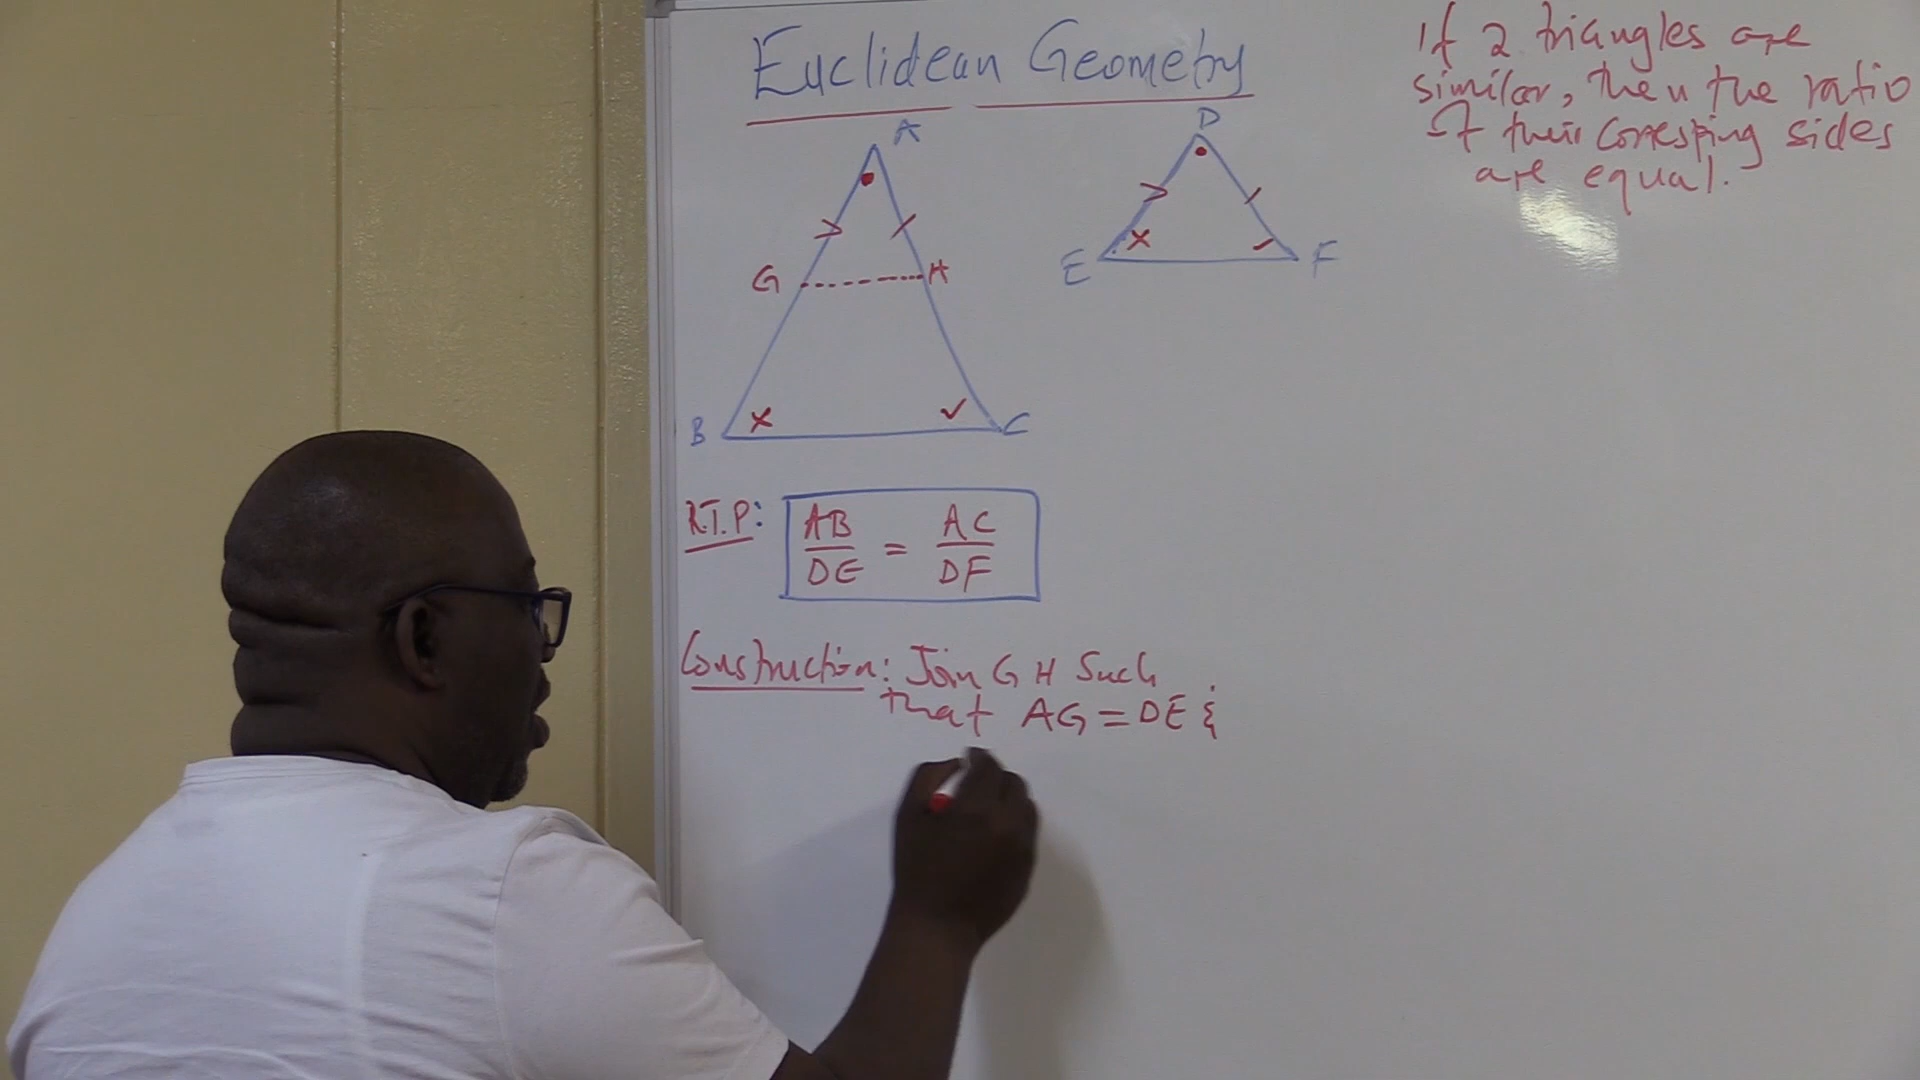 Euclidean Geometry
If 2 triangles are
similar, then the ratio
of their corresping sides
are equal.
A
G
H
B
C
D
E
F
R.T.P: AB/DE = AC/DF
Construction: Join GH Such
that AG = DE &